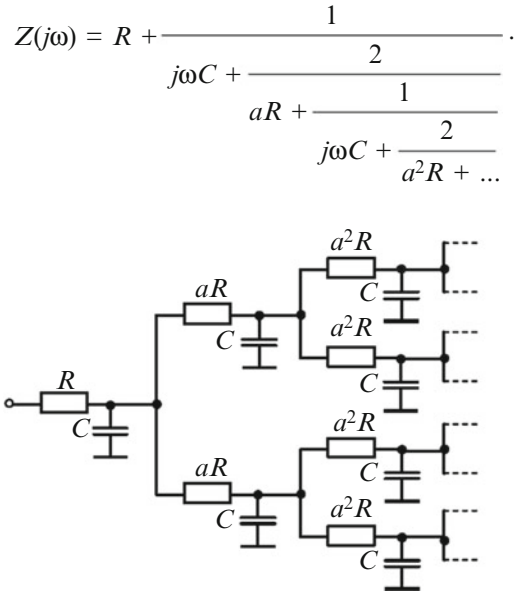 Z(jω) = R + 1
jωC + 2
aR + 1
jωC + 2
a²R + ...
.
a²R
C
aR
C
a²R
C
R
C
a²R
C
aR
C
a²R
C